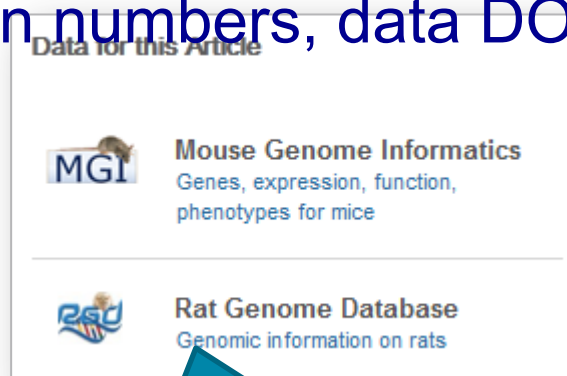 n numbers, data DO
Data for this Article
MGI
Mouse Genome Informatics
Genes, expression, function,
phenotypes for mice
RGD
Rat Genome Database
Genomic information on rats